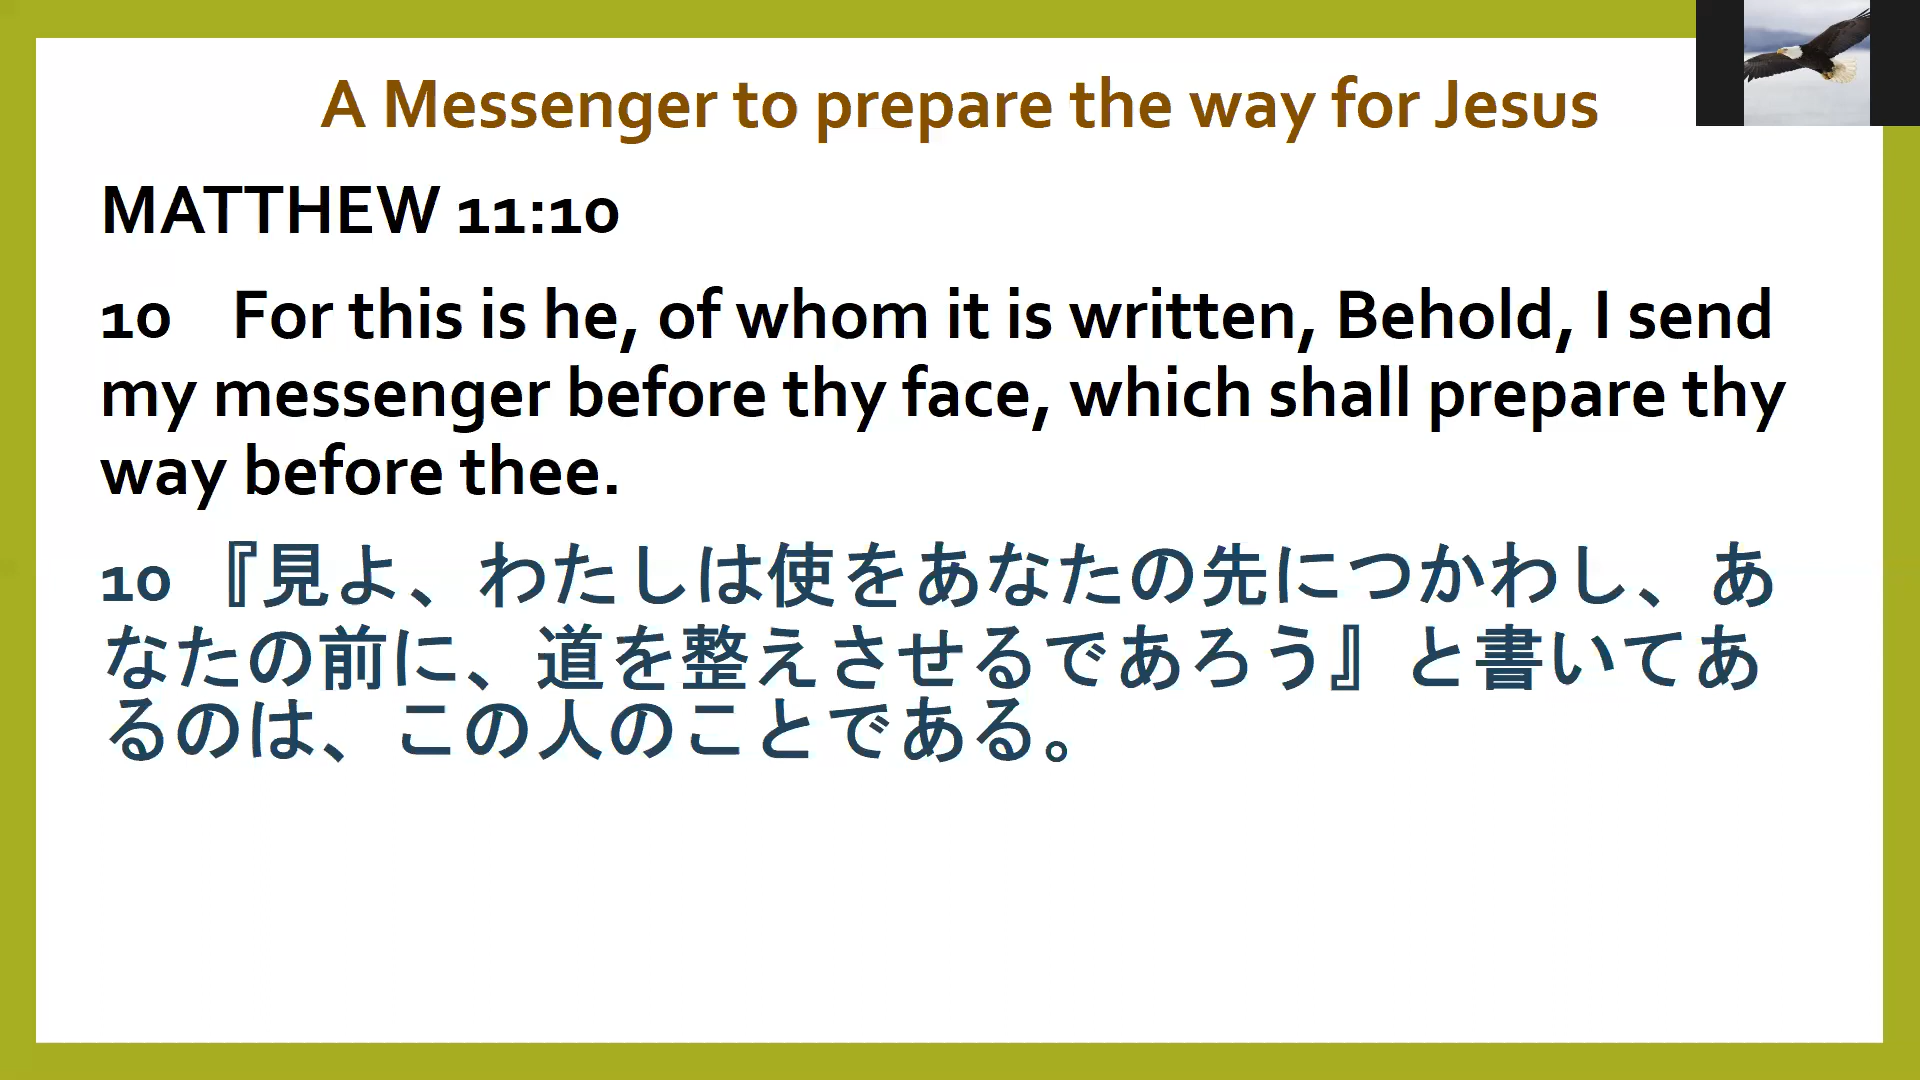 A Messenger to prepare the way for Jesus
MATTHEW 11:10
10 For this is he, of whom it is written, Behold, I send
my messenger before thy face, which shall prepare thy
way before thee.
10 『見よ、わたしは使をあなたの先につかわし、あ
なたの前に、道を整えさせるであろう』と書いてあ
るのは、この人のことである。